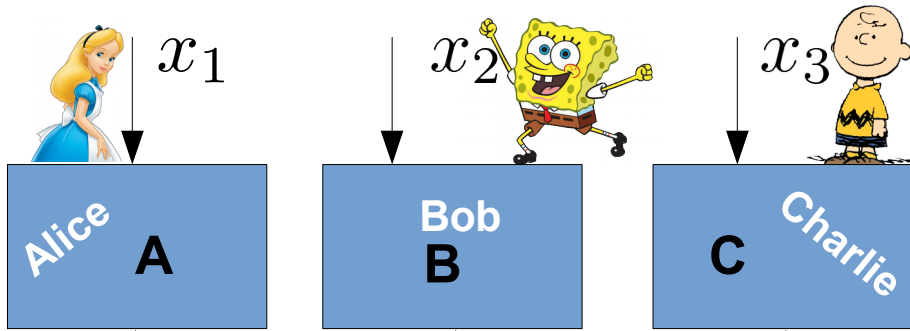 x₁ x₂ x₃
Alice Bob Charlie
A B C